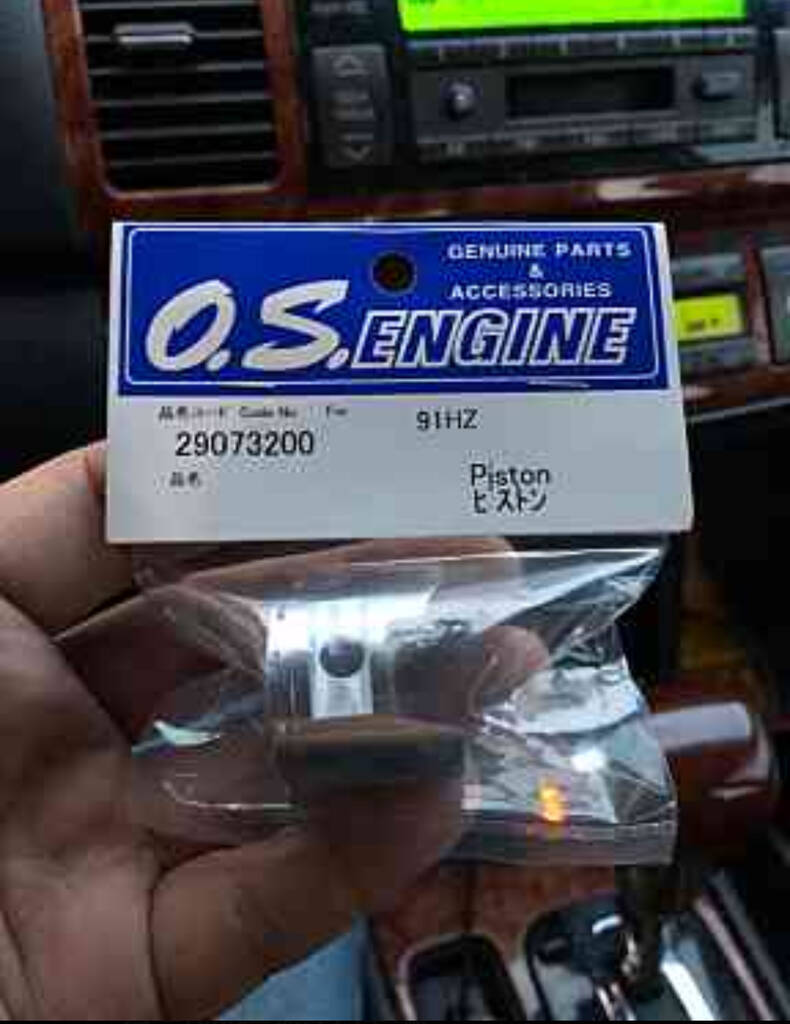 GENUINE PARTS
&
ACCESSORIES
O.S. ENGINE
品名コード Code No. For
91HZ
29073200
品名
Piston
ピストン